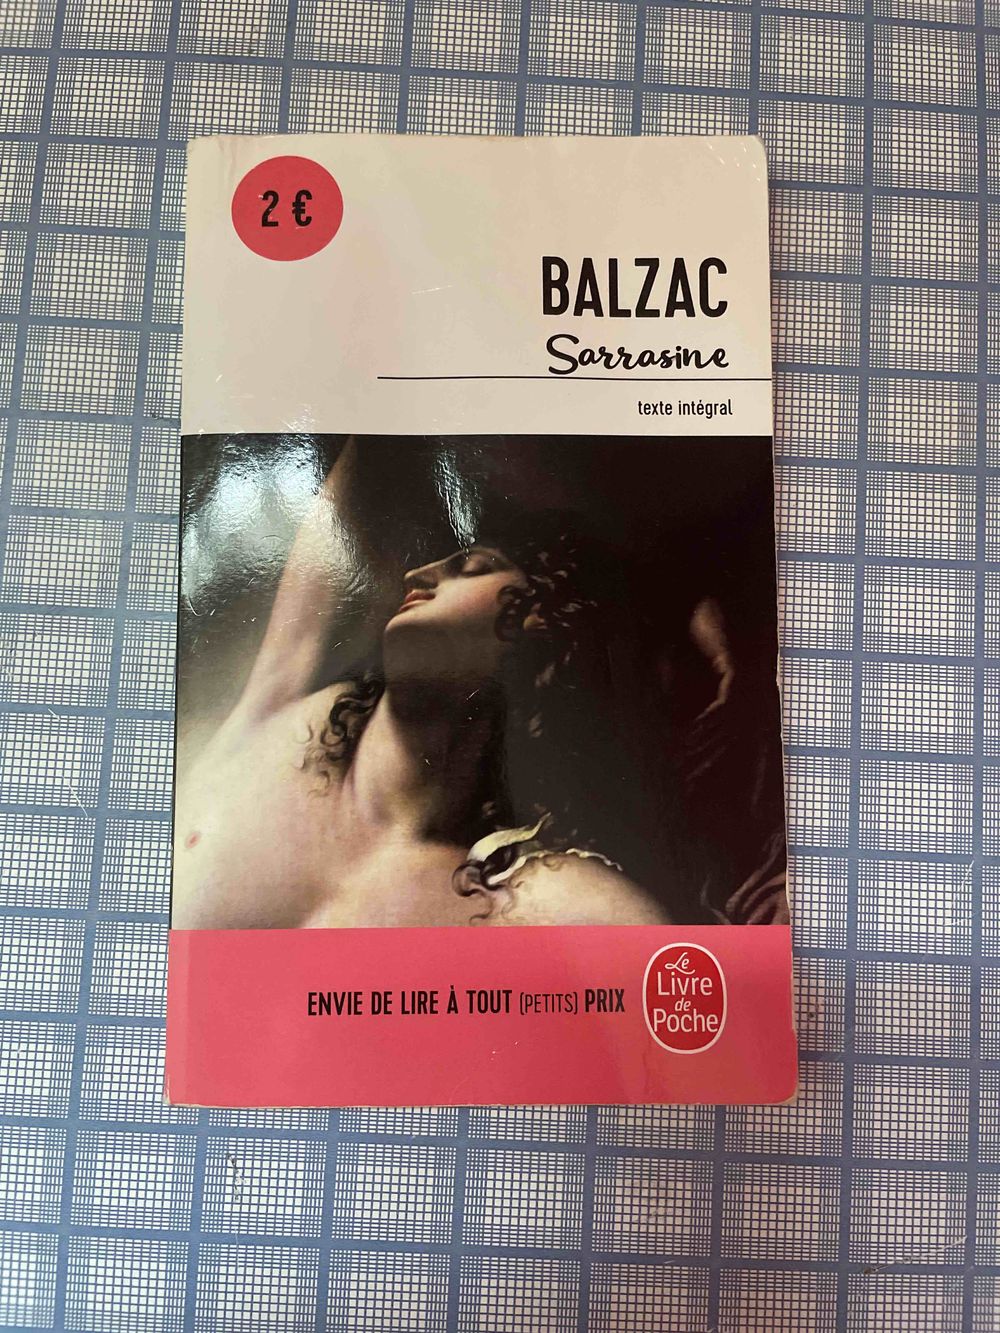 2 €
BALZAC
Sarrasine
texte intégral
ENVIE DE LIRE À TOUT (PETITS) PRIX
Le
Livre
de
Poche